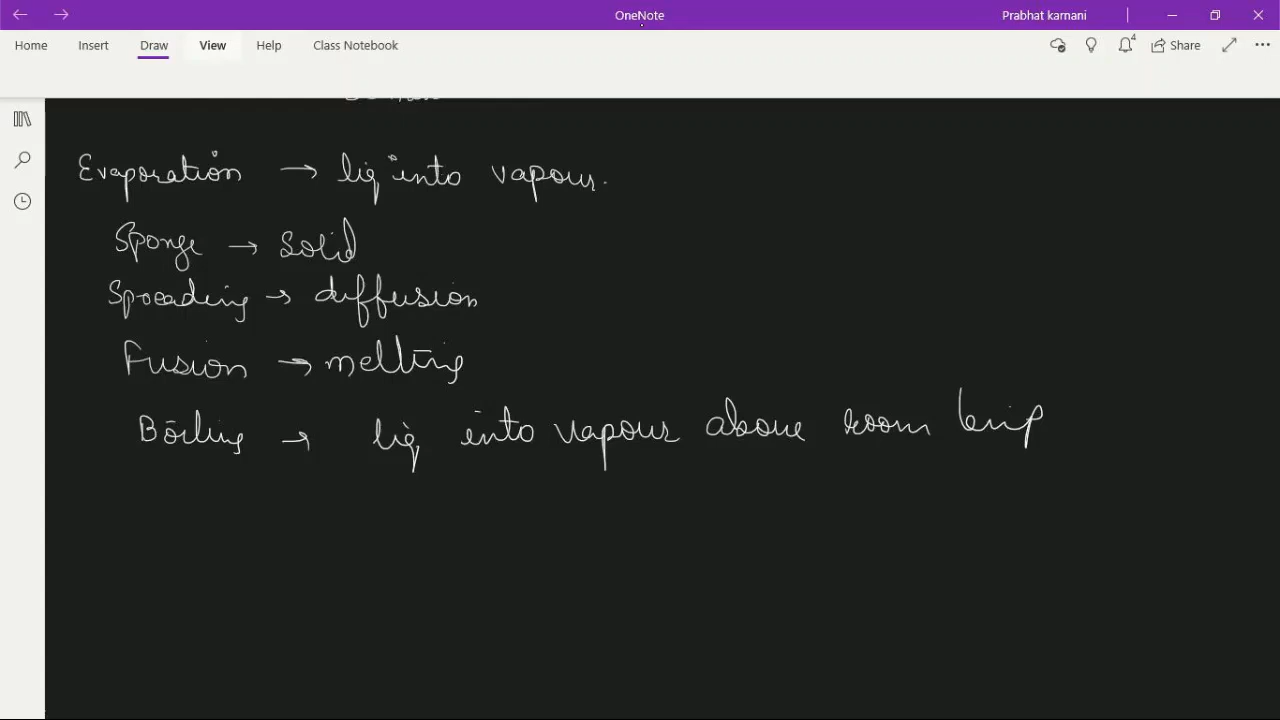 OneNote
Prabhat karnani
Home Insert Draw View Help Class Notebook 4 Share
Evaporation → liq into vapour.
Sponge → Solid
Spreading → diffusion
Fusion → melting
Boiling → liq into vapour above room temp